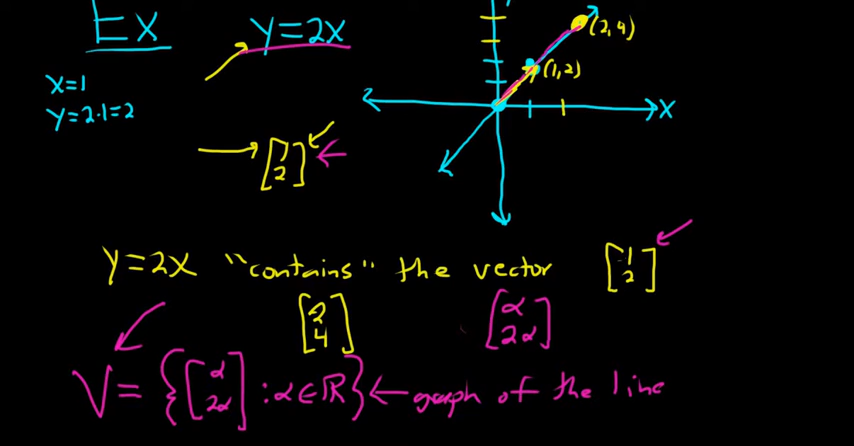 Ex
y=2x
x=1
y=2·1=2
(2,4)
(1,2)
x
[1 2]
y=2x "contains" the vector [1 2]
[2 4] [α 2α]
V = {[α 2α] : α∈ℝ} ← graph of the line